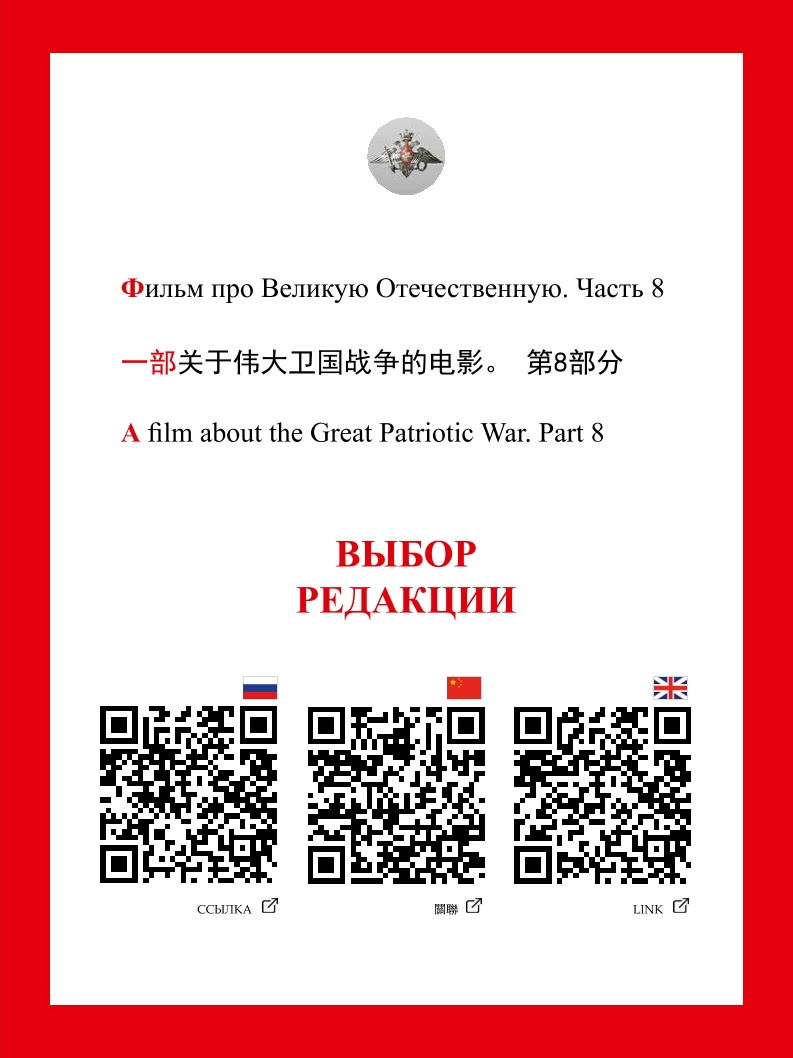 Фильм про Великую Отечественную. Часть 8
一部关于伟大卫国战争的电影。 第8部分
A film about the Great Patriotic War. Part 8
ВЫБОР
РЕДАКЦИИ
ССЫЛКА
關聯
LINK